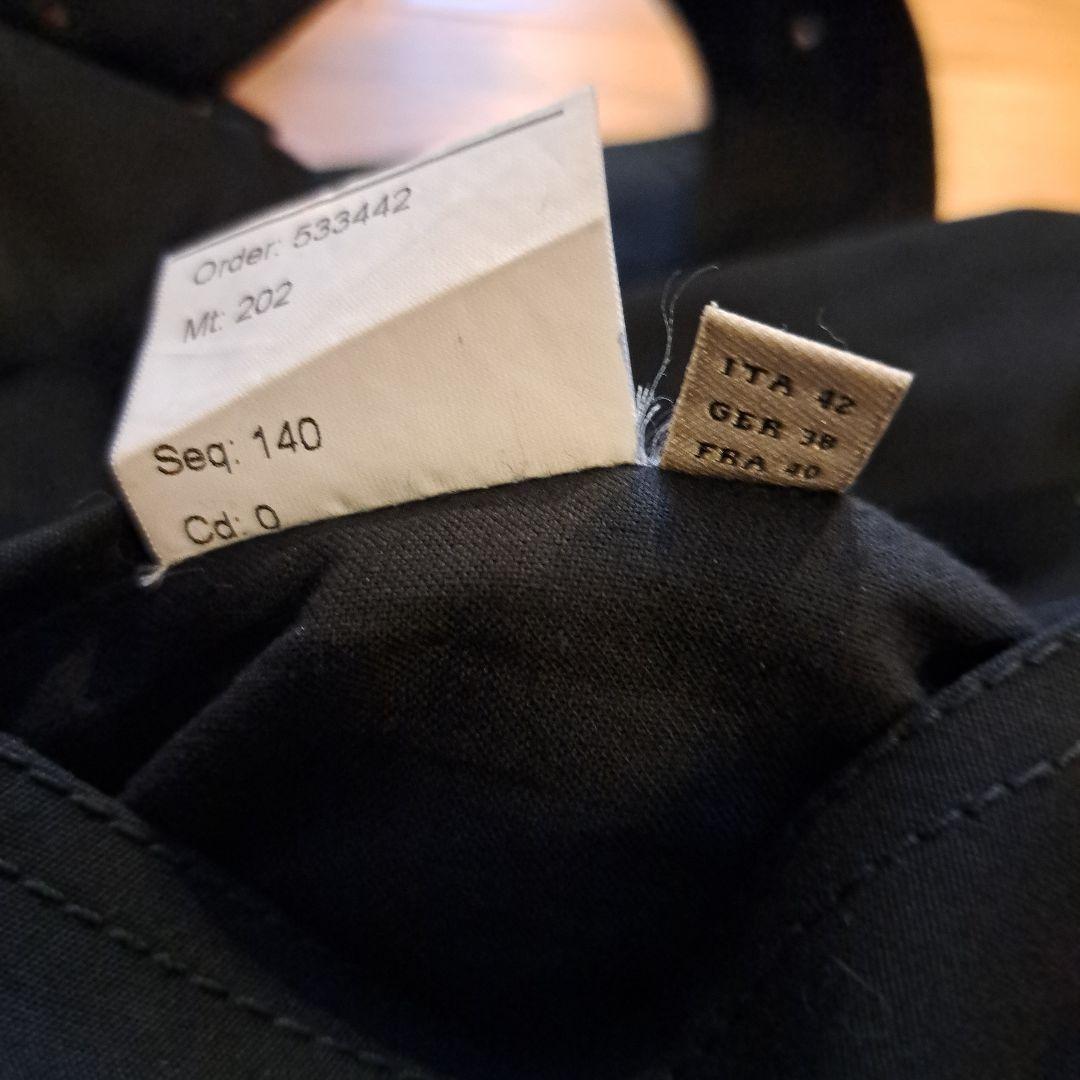 Order: 533442
Mt: 202
Seq: 140
Cd: 0
ITA 42
GER 38
FRA 40